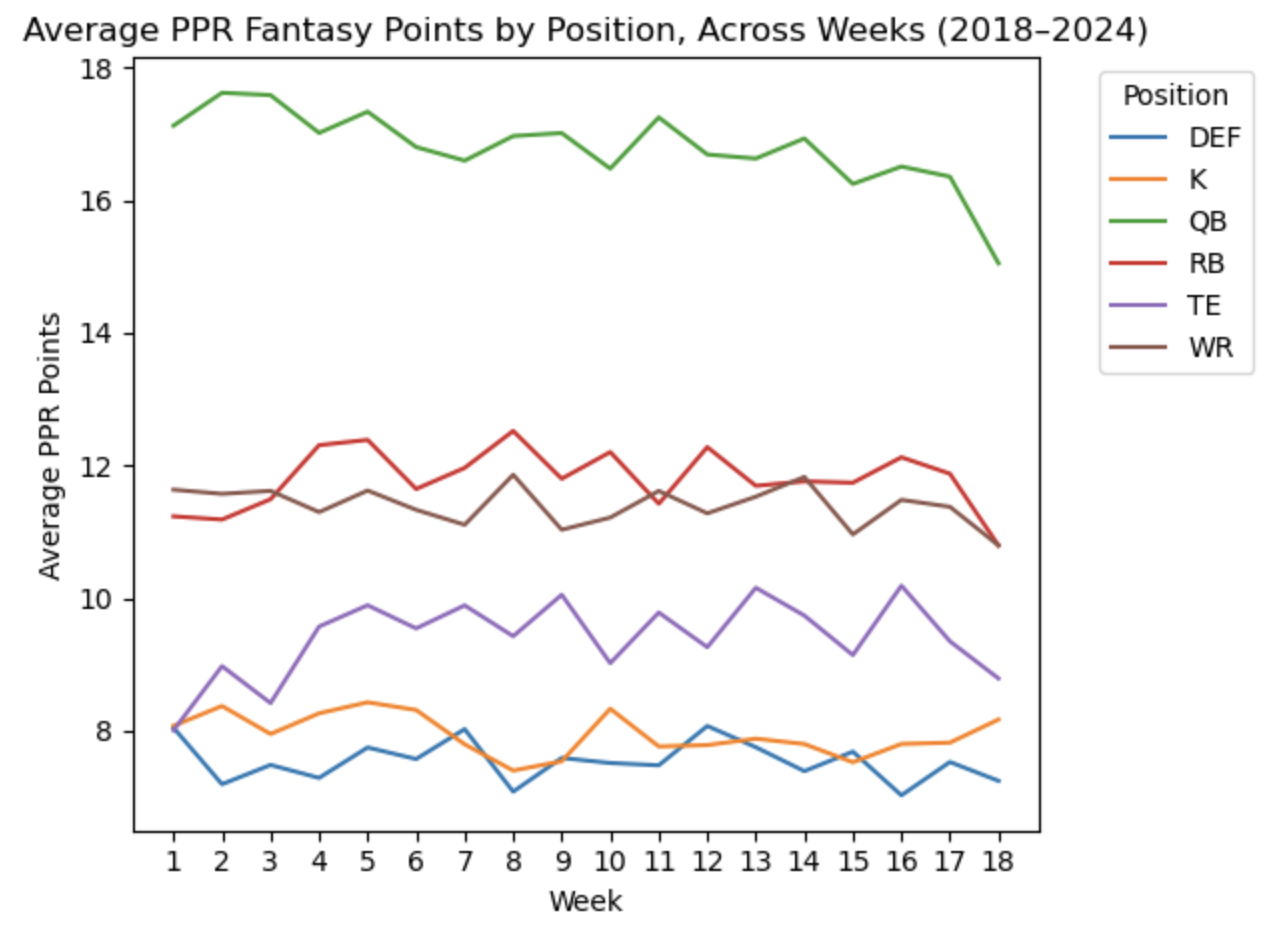 Average PPR Fantasy Points by Position, Across Weeks (2018–2024)
18
16
14
12
10
8
Average PPR Points
1 2 3 4 5 6 7 8 9 10 11 12 13 14 15 16 17 18
Week
Position
DEF
K
QB
RB
TE
WR